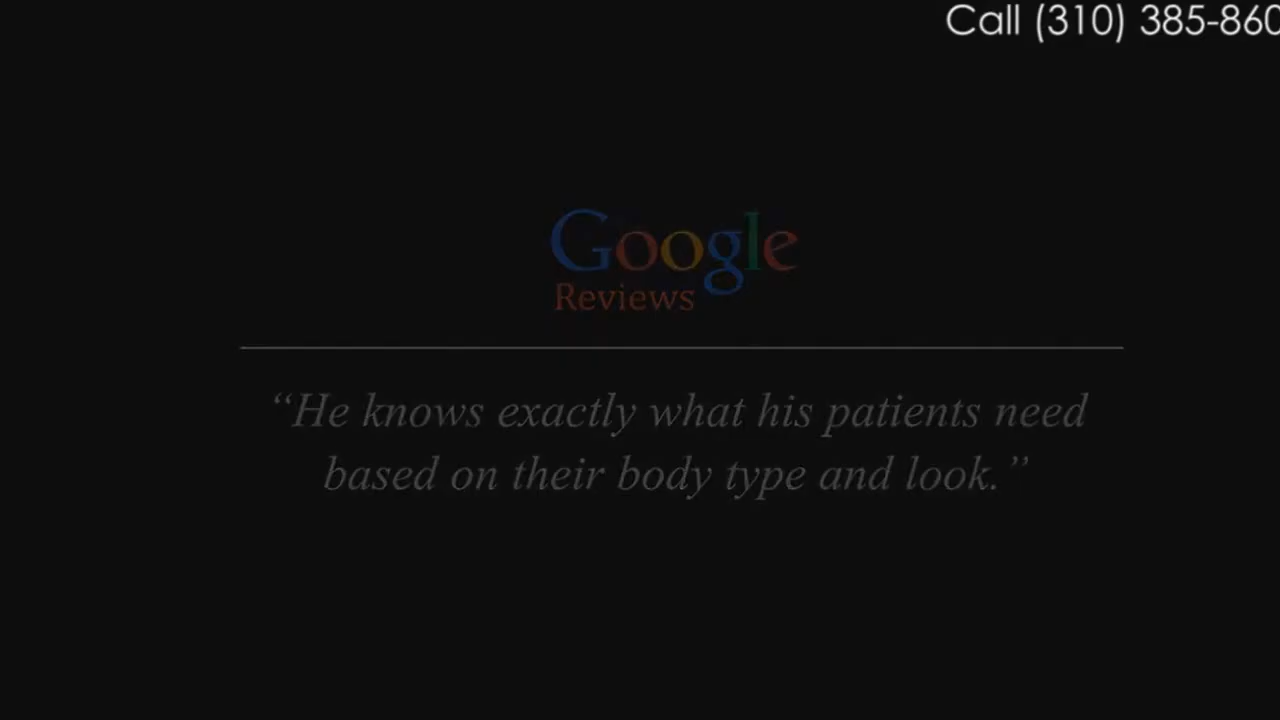 Call (310) 385-860
Google
Reviews
“He knows exactly what his patients need
based on their body type and look.”